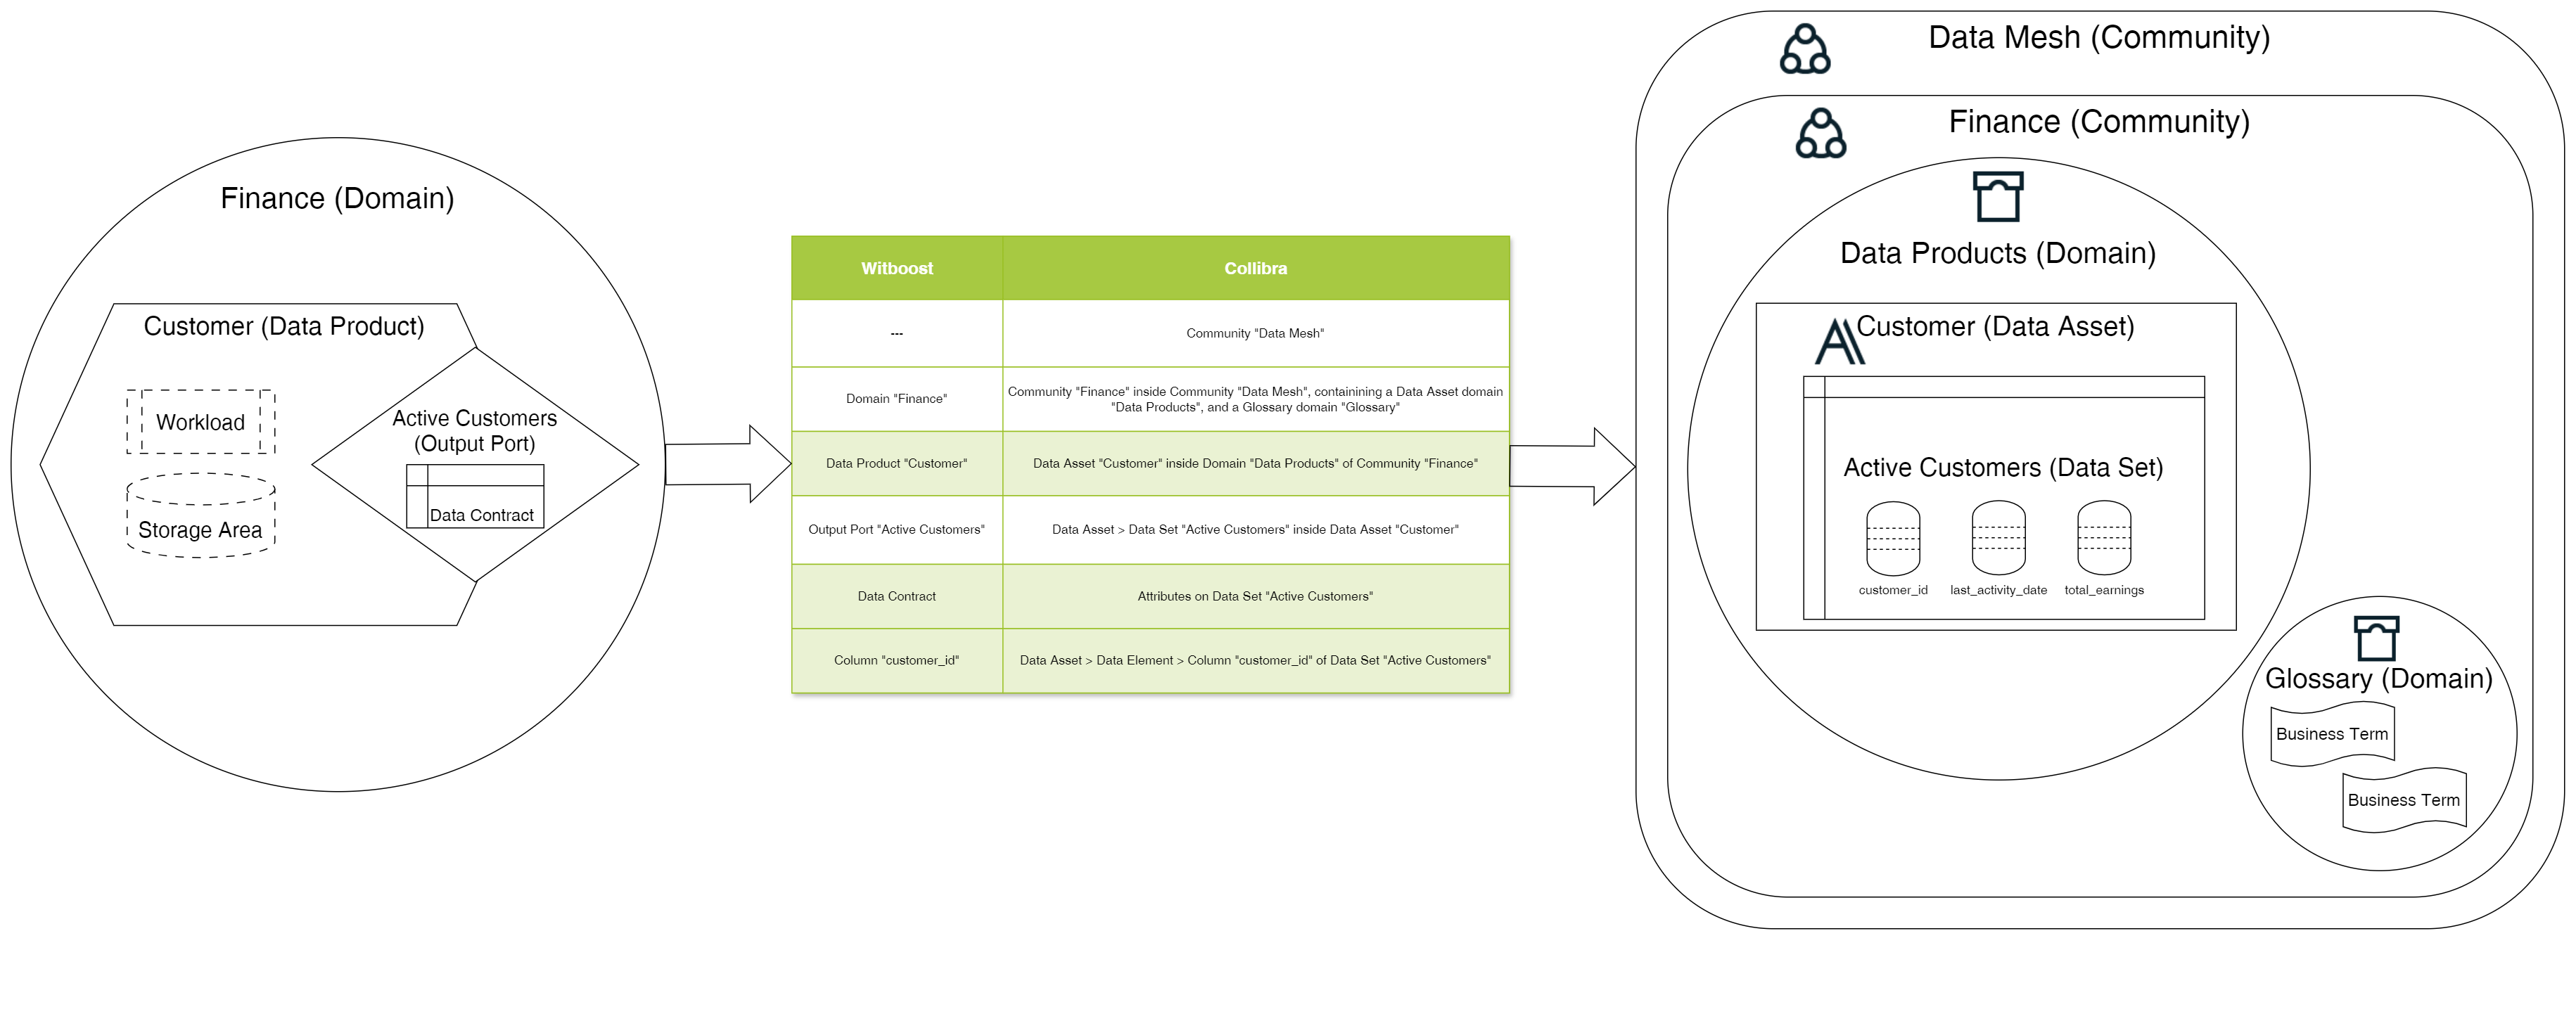 Finance (Domain)
Customer (Data Product)
Workload
Storage Area
Active Customers
(Output Port)
Data Contract
Witboost
Collibra
---
Community "Data Mesh"
Domain "Finance"
Community "Finance" inside Community "Data Mesh", containining a Data Asset domain
"Data Products", and a Glossary domain "Glossary"
Data Product "Customer"
Data Asset "Customer" inside Domain "Data Products" of Community "Finance"
Output Port "Active Customers"
Data Asset > Data Set "Active Customers" inside Data Asset "Customer"
Data Contract
Attributes on Data Set "Active Customers"
Column "customer_id"
Data Asset > Data Element > Column "customer_id" of Data Set "Active Customers"
Data Mesh (Community)
Finance (Community)
Data Products (Domain)
Customer (Data Asset)
Active Customers (Data Set)
customer_id
last_activity_date
total_earnings
Glossary (Domain)
Business Term
Business Term